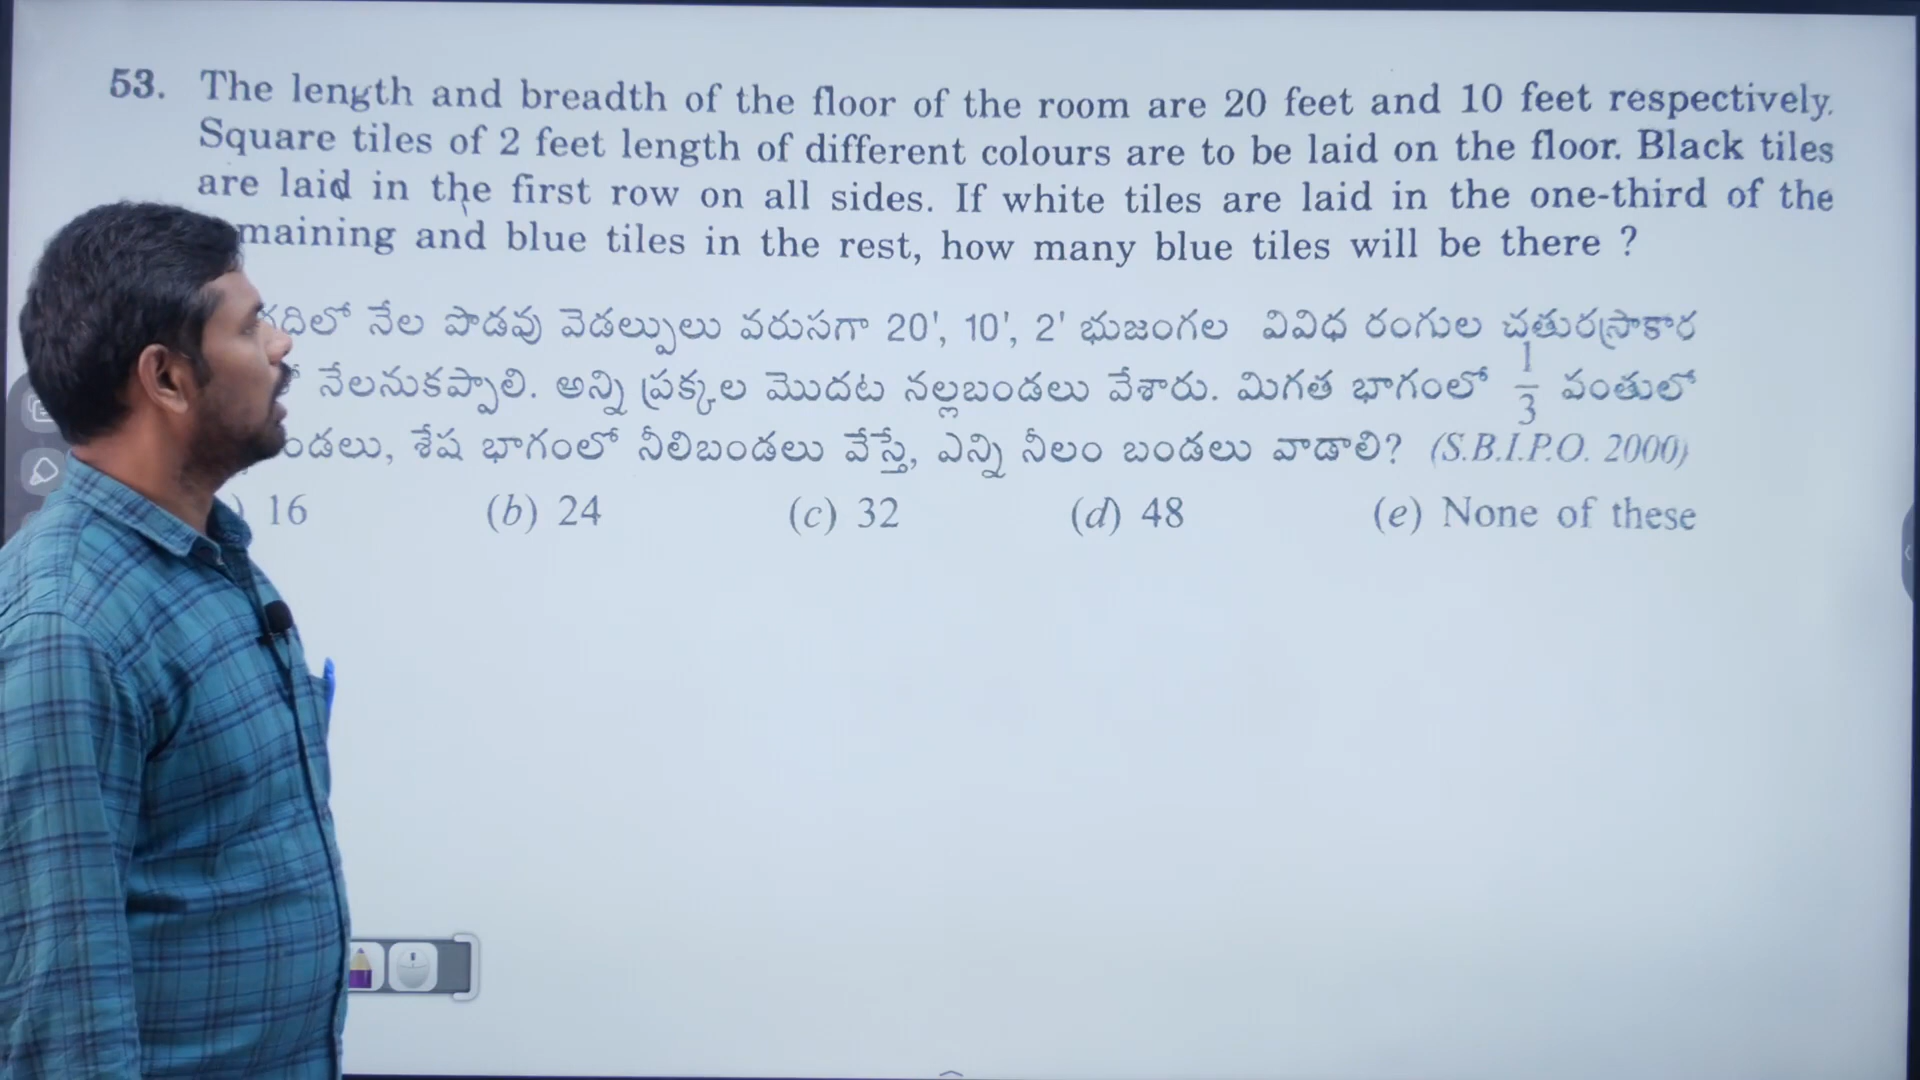 53. The length and breadth of the floor of the room are 20 feet and 10 feet respectively.
Square tiles of 2 feet length of different colours are to be laid on the floor. Black tiles
are laid in the first row on all sides. If white tiles are laid in the one-third of the
maining and blue tiles in the rest, how many blue tiles will be there ?
గదిలో నేల పొడవు వెడల్పులు వరుసగా 20', 10', 2' భుజంగల వివిధ రంగుల చతురస్రాకార
నేలనుకప్పాలి. అన్ని ప్రక్కల మొదట నల్లబండలు వేశారు. మిగత భాగంలో 1/3 వంతులో
ండలు, శేష భాగంలో నీలిబండలు వేస్తే, ఎన్ని నీలం బండలు వాడాలి? (S.B.I.P.O. 2000)
) 16 (b) 24 (c) 32 (d) 48 (e) None of these